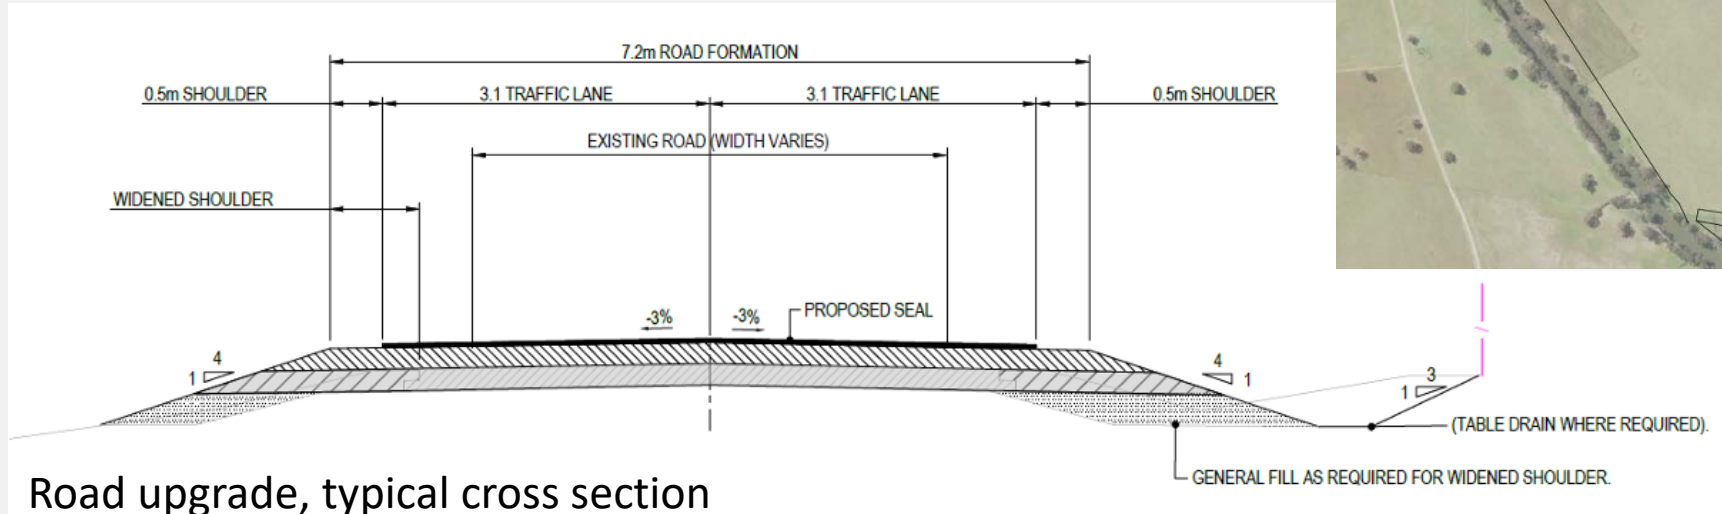 7.2m ROAD FORMATION
0.5m SHOULDER
3.1 TRAFFIC LANE
3.1 TRAFFIC LANE
0.5m SHOULDER
EXISTING ROAD (WIDTH VARIES)
WIDENED SHOULDER
-3%
-3%
PROPOSED SEAL
4
1
4
1
3
1
(TABLE DRAIN WHERE REQUIRED).
GENERAL FILL AS REQUIRED FOR WIDENED SHOULDER.
Road upgrade, typical cross section